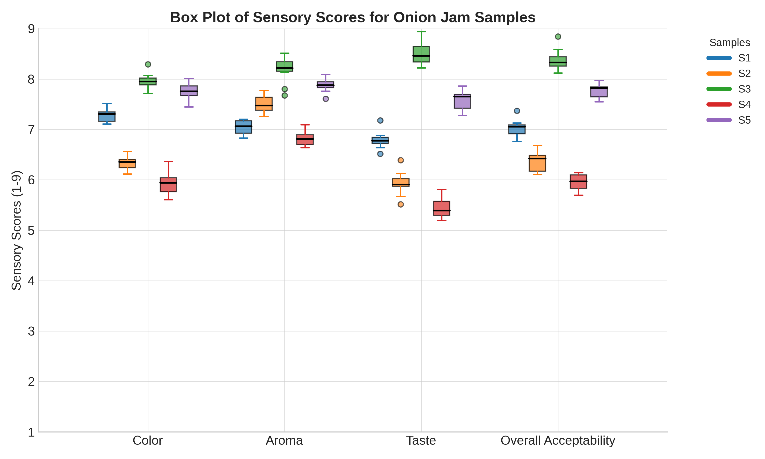 Box Plot of Sensory Scores for Onion Jam Samples
Sensory Scores (1-9)
9
8
7
6
5
4
3
2
1
Color
Aroma
Taste
Overall Acceptability
Samples
S1
S2
S3
S4
S5